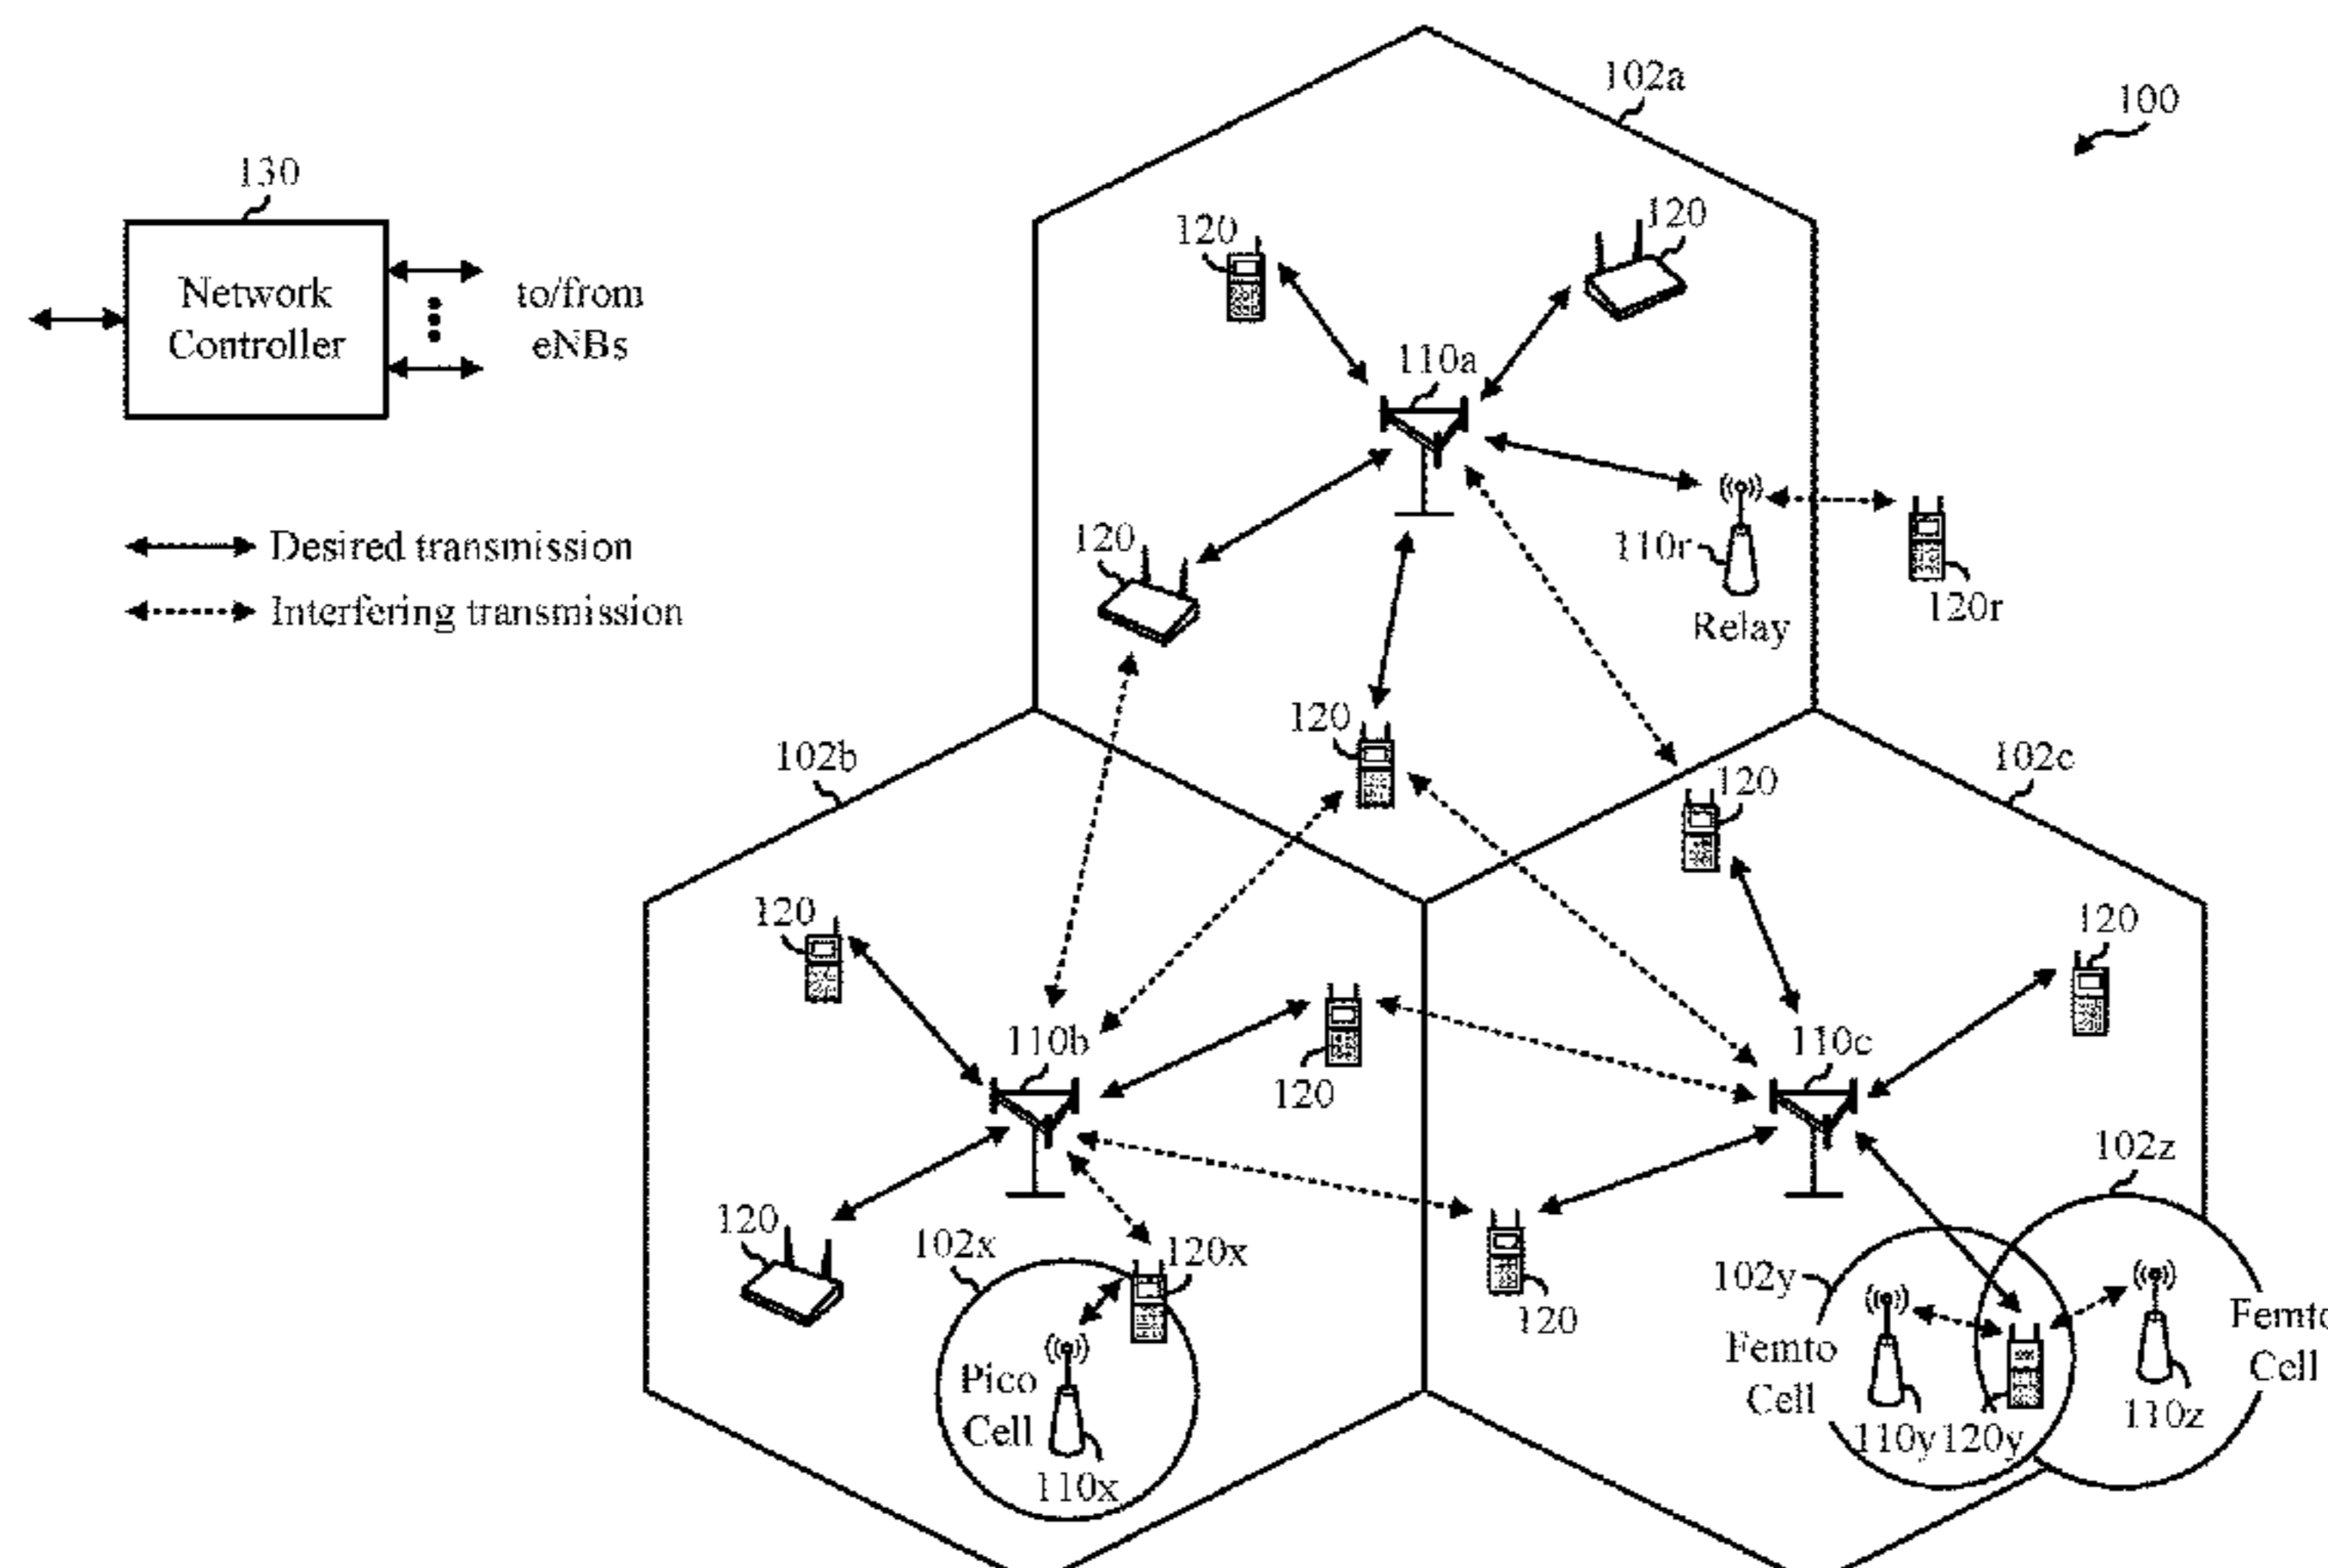 102a
100
130
120
120
Network
Controller
to/from
eNBs
110a
Desired transmission
Interfering transmission
120
110r
Relay
120r
120
102b
102c
120
120
120
110b
120
110c
102z
120
102x
120x
102y
120
Pico
Cell
110x
Femto
Cell
110y
120y
110z
Cell